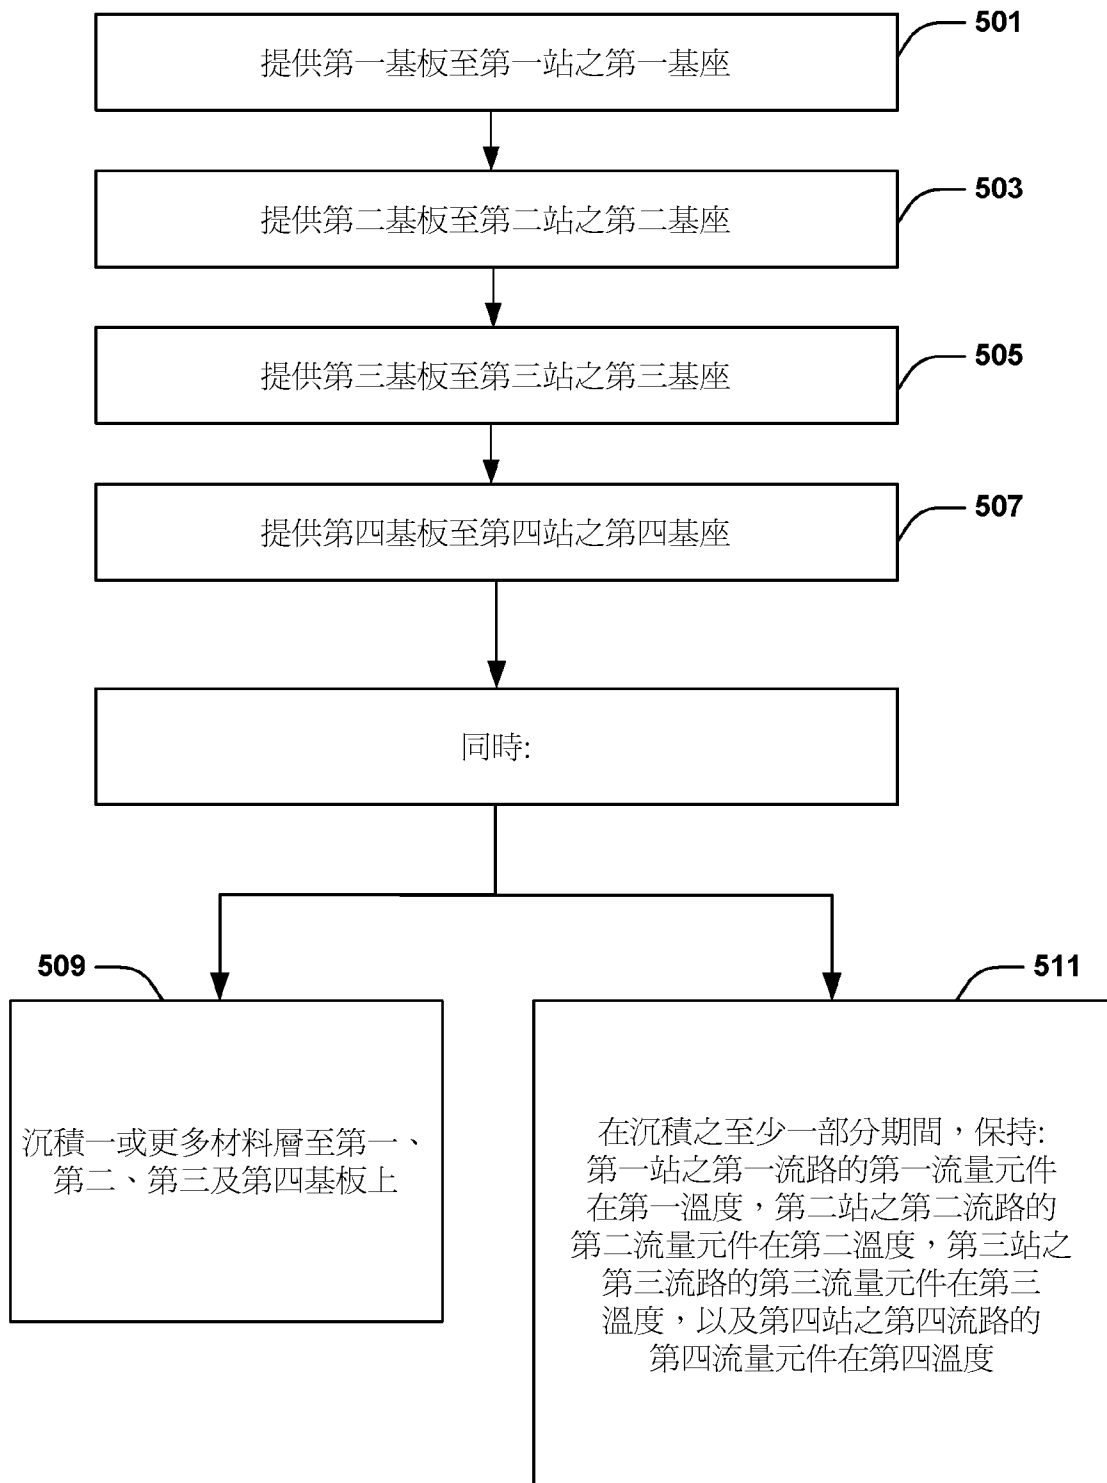 501
提供第一基板至第一站之第一基座
503
提供第二基板至第二站之第二基座
505
提供第三基板至第三站之第三基座
507
提供第四基板至第四站之第四基座
同時:
509
沉積一或更多材料層至第一、
第二、第三及第四基板上
511
在沉積之至少一部分期間，保持:
第一站之第一流路的第一流量元件
在第一溫度，第二站之第二流路的
第二流量元件在第二溫度，第三站之
第三流路的第三流量元件在第三
溫度，以及第四站之第四流路的
第四流量元件在第四溫度